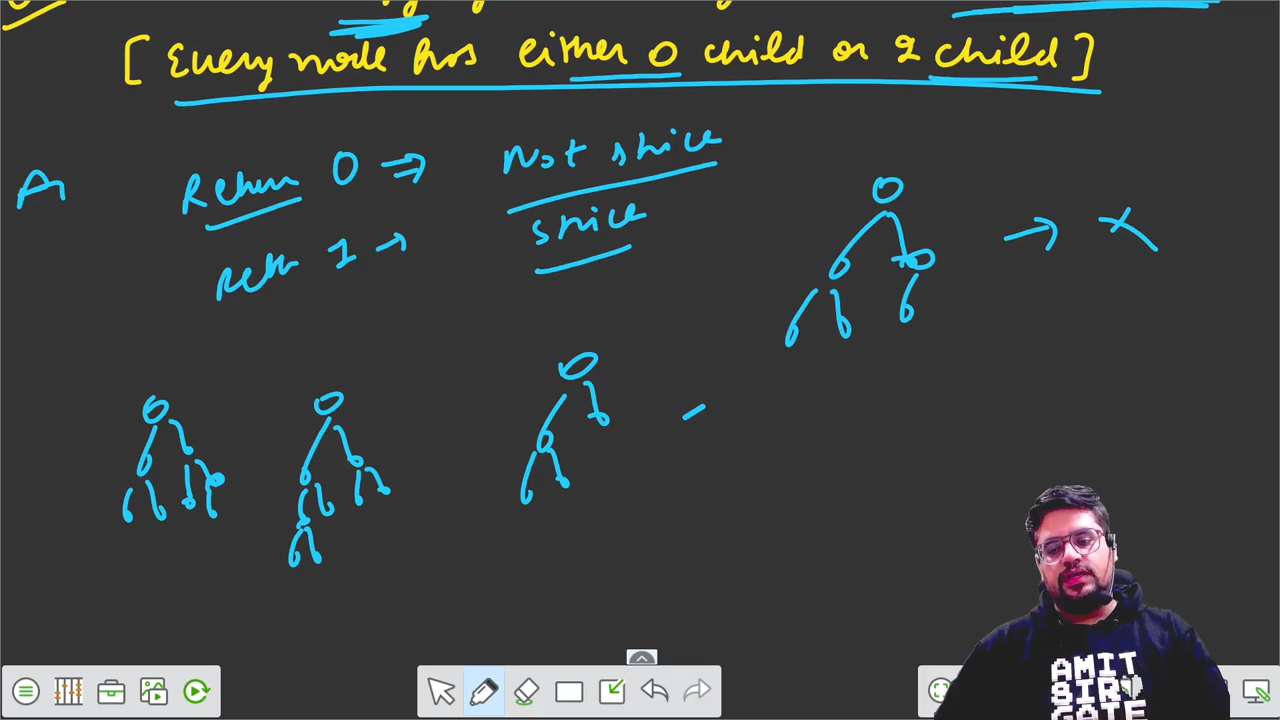 [ Every node has either 0 child or 2 child ]
A
Return 0 ⇒ Not strict
return 1 → strict
AMIT
SIR
GATE